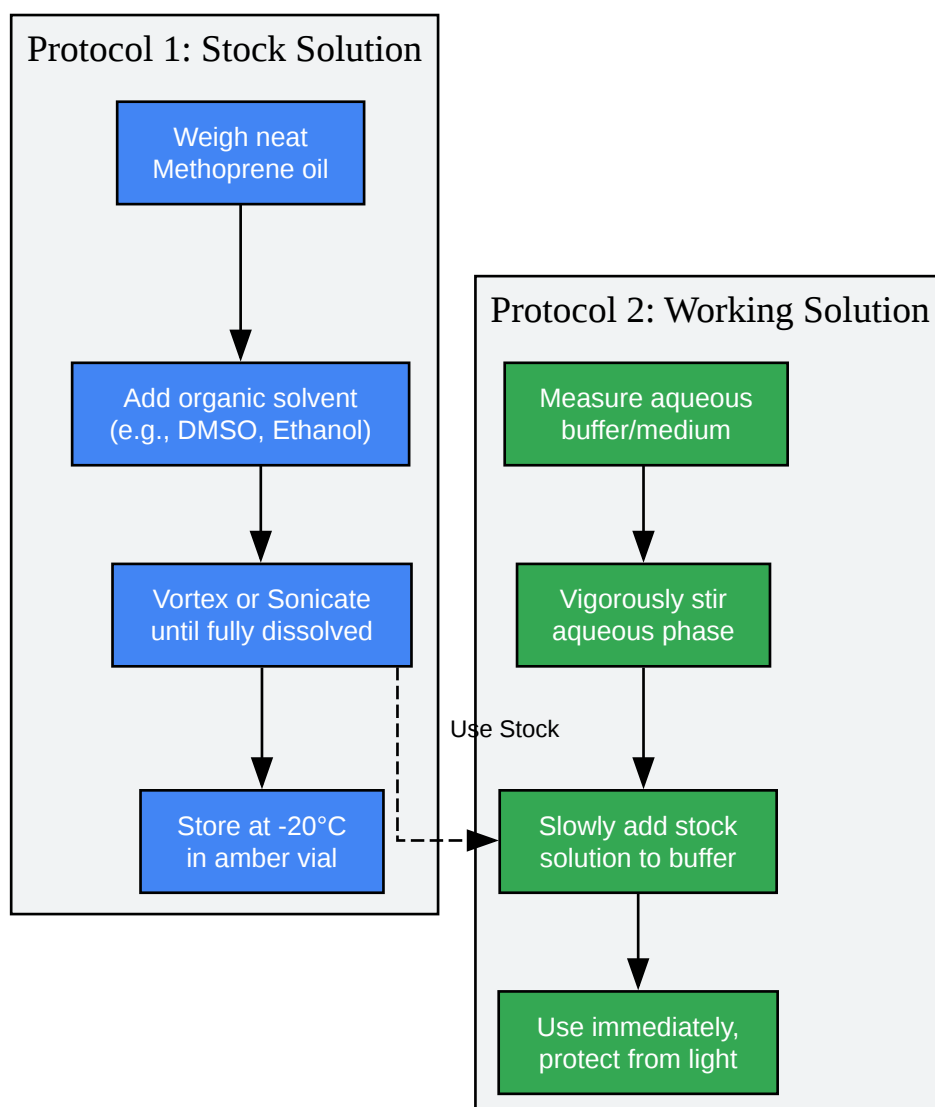 Protocol 1: Stock Solution
Weigh neat
Methoprene oil
Add organic solvent
(e.g., DMSO, Ethanol)
Vortex or Sonicate
until fully dissolved
Store at -20°C
in amber vial
Use Stock
Protocol 2: Working Solution
Measure aqueous
buffer/medium
Vigorously stir
aqueous phase
Slowly add stock
solution to buffer
Use immediately,
protect from light